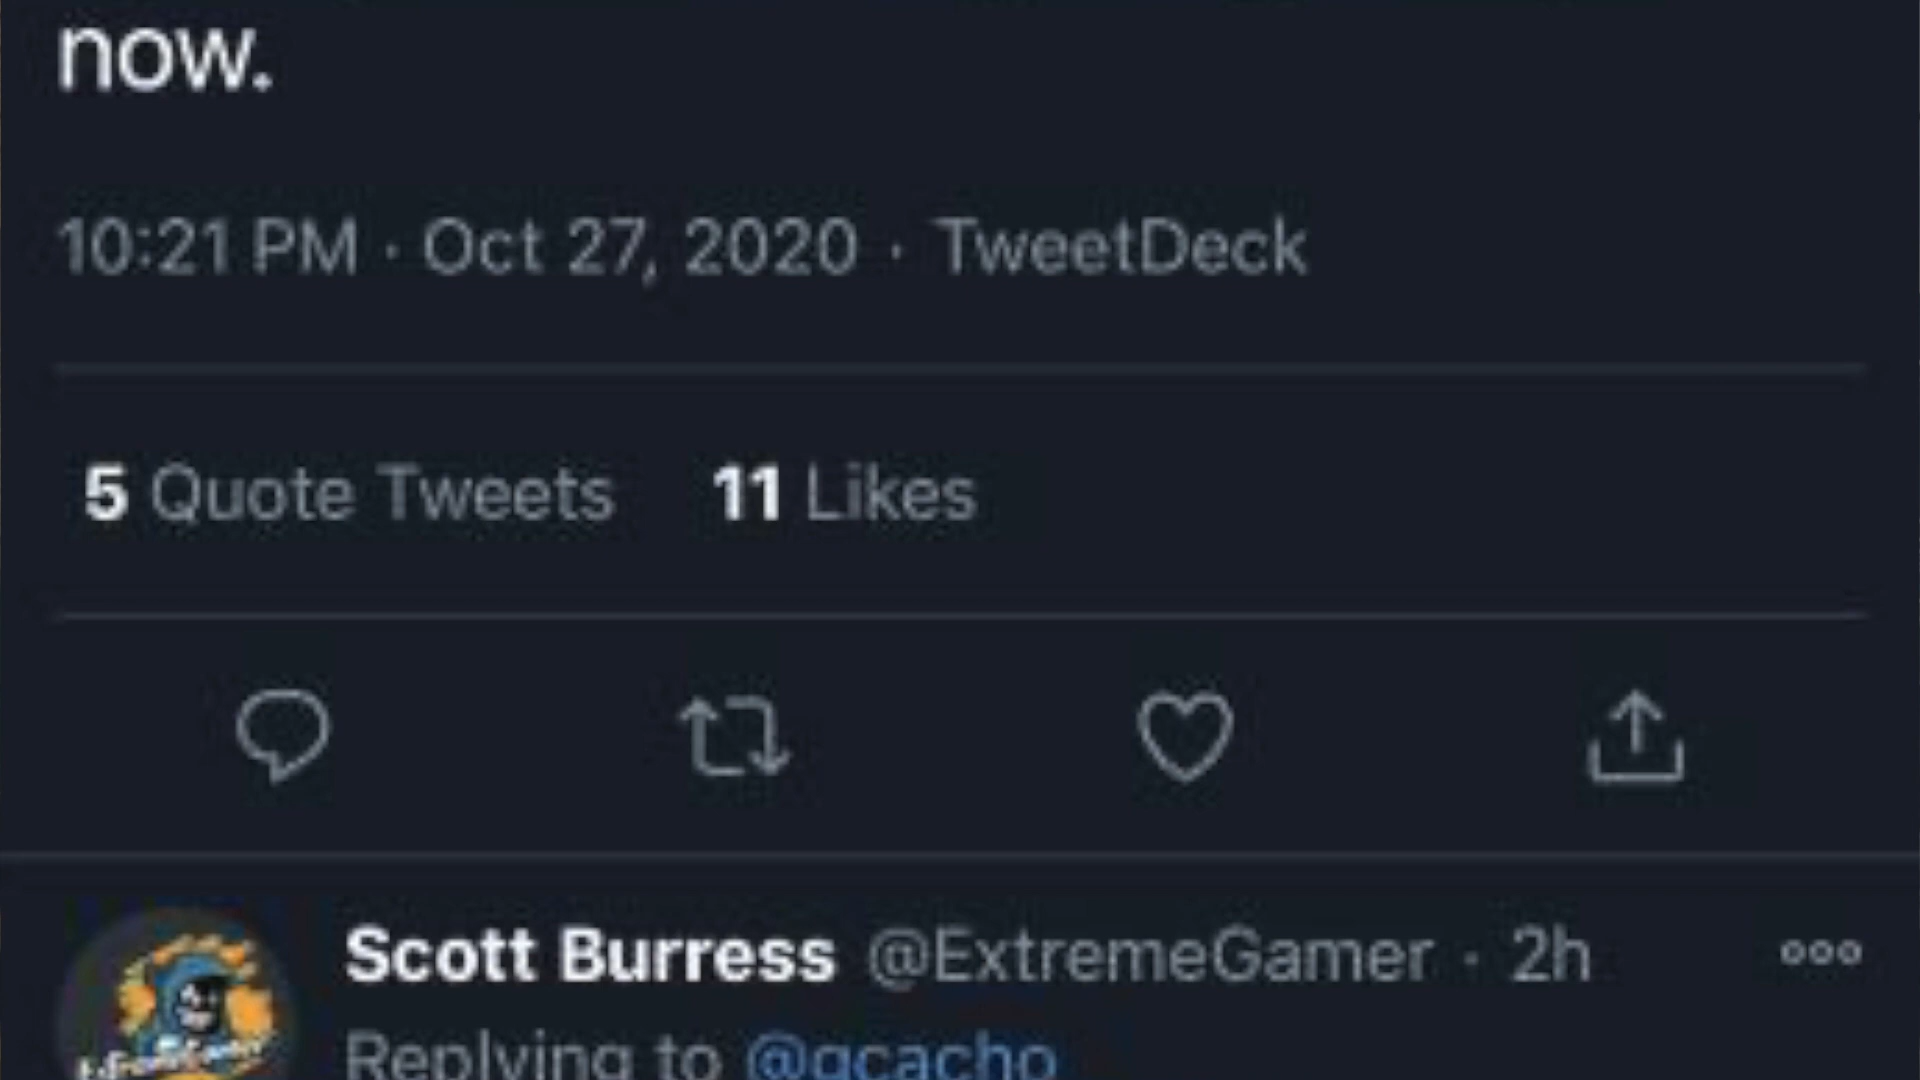 now.
10:21 PM · Oct 27, 2020 · TweetDeck
5 Quote Tweets 11 Likes
Scott Burress @ExtremeGamer · 2h
Replying to @gcacho